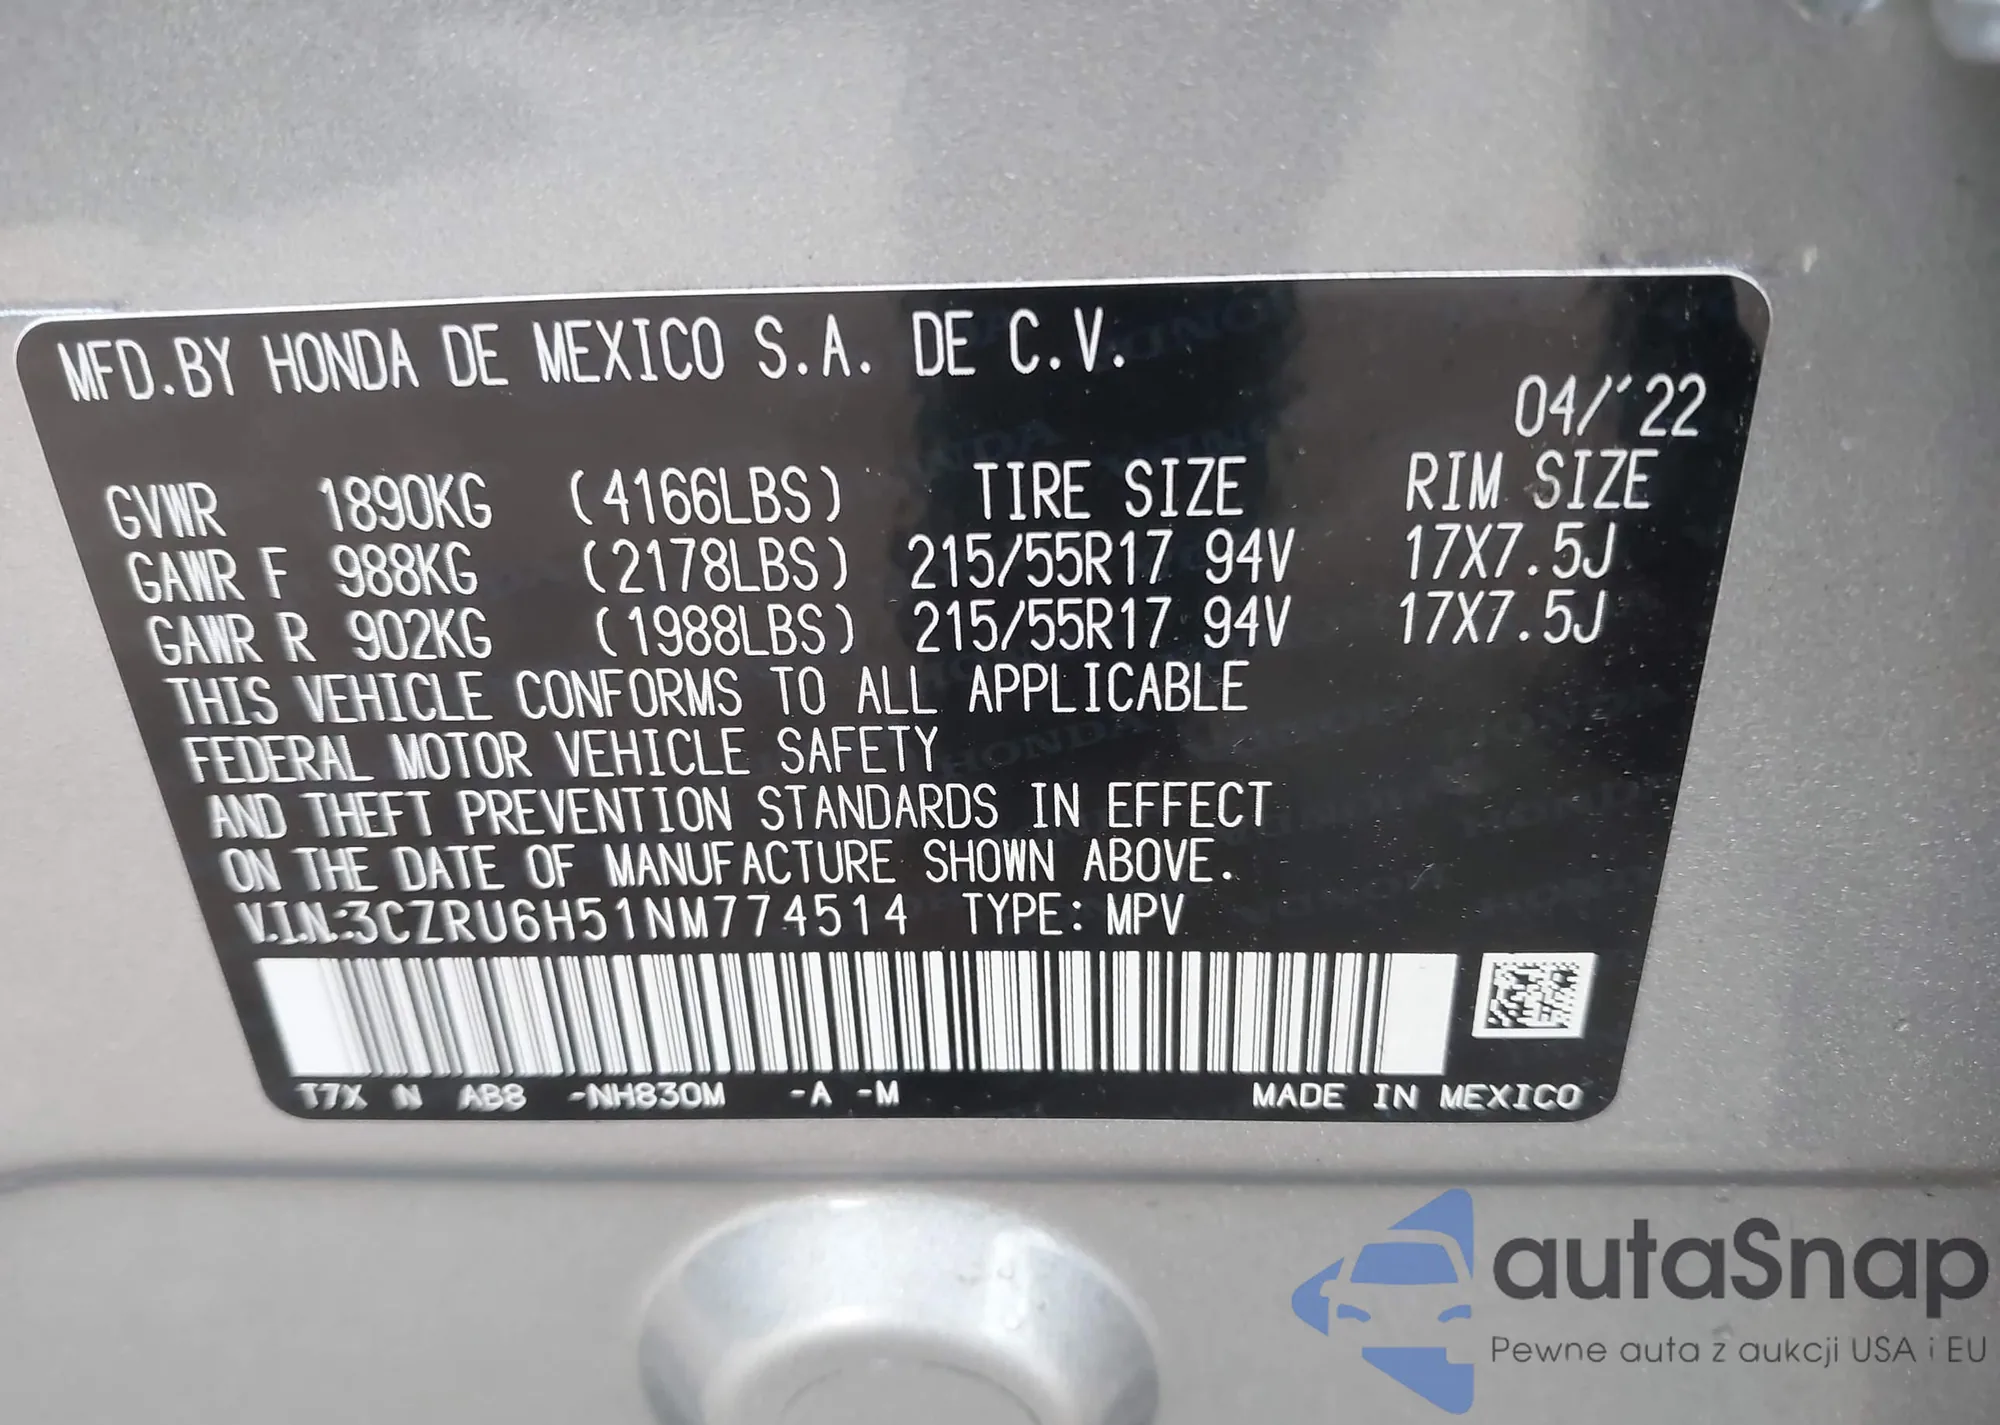 MFD.BY HONDA DE MEXICO S.A. DE C.V.
04/'22
GVWR 1890KG (4166LBS) TIRE SIZE RIM SIZE
GAWR F 988KG (2178LBS) 215/55R17 94V 17X7.5J
GAWR R 902KG (1988LBS) 215/55R17 94V 17X7.5J
THIS VEHICLE CONFORMS TO ALL APPLICABLE
FEDERAL MOTOR VEHICLE SAFETY
AND THEFT PREVENTION STANDARDS IN EFFECT
ON THE DATE OF MANUFACTURE SHOWN ABOVE.
V.I.N:3CZRU6H51NM774514 TYPE: MPV
T7X N AB8 -NH830M -A -M MADE IN MEXICO
autaSnap
Pewne auta z aukcji USA i EU